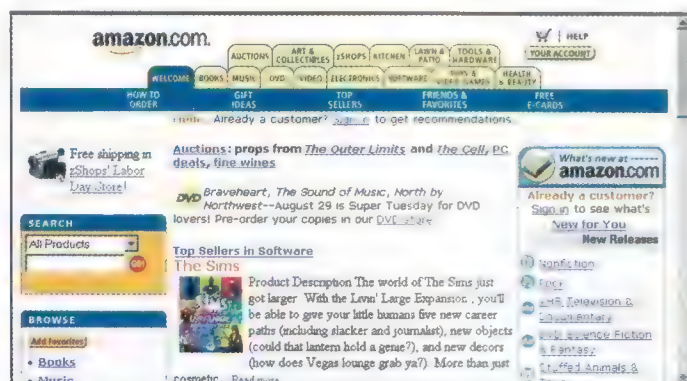 amazon.com.
HELP
YOUR ACCOUNT
AUCTIONS
ART & COLLECTIBLES
zSHOPS
KITCHEN
LAWN & PATIO
TOOLS & HARDWARE
WELCOME
BOOKS
MUSIC
DVD
VIDEO
ELECTRONICS
SOFTWARE
TOYS & VIDEO GAMES
HEALTH & BEAUTY
HOW TO ORDER
GIFT IDEAS
TOP SELLERS
FRIENDS & FAVORITES
FREE E-CARDS
Already a customer? Sign in to get recommendations
Free shipping in
zShops' Labor
Day Store!
SEARCH
All Products
GO!
BROWSE
Add favorites!
• Books
• Music
Auctions: props from The Outer Limits and The Cell, PC
deals, fine wines
DVD Braveheart, The Sound of Music, North by
Northwest--August 29 is Super Tuesday for DVD
lovers! Pre-order your copies in our DVD store
Top Sellers in Software
The Sims
Product Description The world of The Sims just
got larger With the Livin' Large Expansion , you'll
be able to give your little humans five new career
paths (including slacker and journalist), new objects
(could that lantern hold a genie?), and new decors
(how does Vegas lounge grab ya?) More than just
cosmetic Read more
What's new at
amazon.com
Already a customer?
Sign in to see what's
New for You
New Releases
Nonfiction
Television &
Documentary
Science Fiction
& Fantasy
Stuffed Animals &